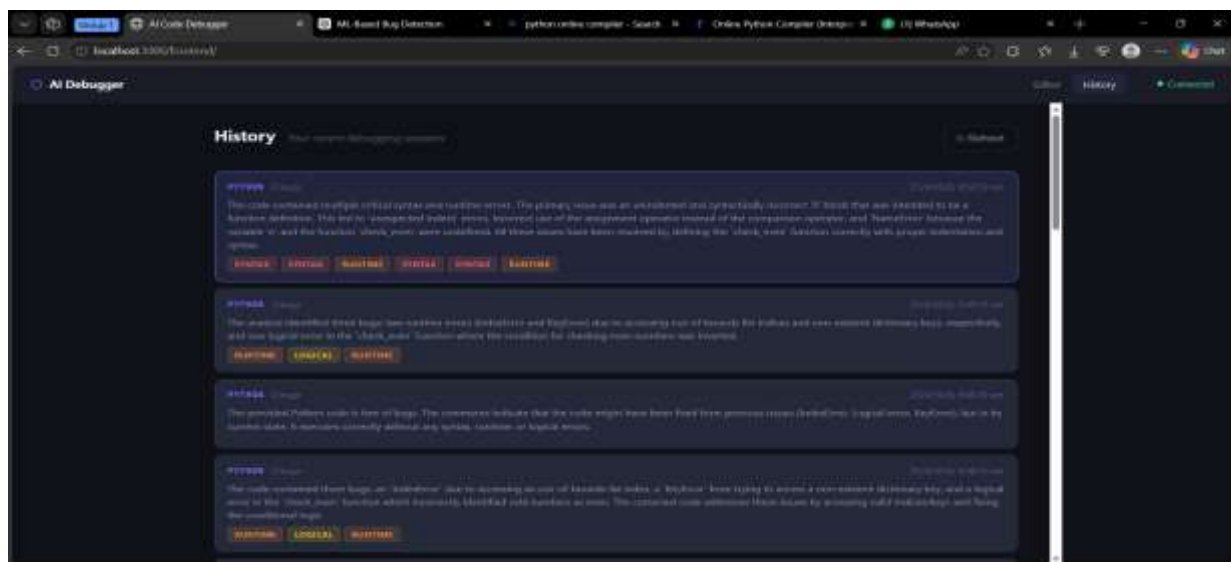 AI Code Debugger
ML-Based Bug Detection
python online compiler - Search
Online Python Compiler
WhatsApp
localhost
AI Debugger
Editor
History
Connected
History
Your recent debugging sessions
Refresh
PYTHON
The code contained multiple critical syntax and runtime errors. The primary issue was an unindented and syntactically incorrect 'if' block that was intended to be a
function definition. This led to 'unexpected indent' errors, incorrect use of the assignment operator instead of the comparison operator, and 'NameError' because the
variable 'n' and the function 'check_even' were undefined. All these issues have been resolved by defining the 'check_even' function correctly with proper indentation and
syntax.
SYNTAX SYNTAX RUNTIME SYNTAX SYNTAX RUNTIME
PYTHON
The analysis identified three bugs: two runtime errors (IndexError and KeyError) due to accessing out-of-bounds list indices and non-existent dictionary keys, respectively,
and one logical error in the 'check_even' function where the condition for checking even numbers was inverted.
RUNTIME LOGICAL RUNTIME
PYTHON
The provided Python code is free of bugs. The comments indicate that the code might have been fixed from previous issues (IndexError, Logical error, KeyError), but in its
current state, it executes correctly without any syntax, runtime, or logical errors.
PYTHON
The code contained three bugs: an 'IndexError' due to accessing an out-of-bounds list index, a 'KeyError' from trying to access a non-existent dictionary key, and a logical
error in the 'check_even' function which incorrectly identified odd numbers as even. The corrected code addresses these issues by accessing valid indices/keys and fixing
the conditional logic.
RUNTIME LOGICAL RUNTIME